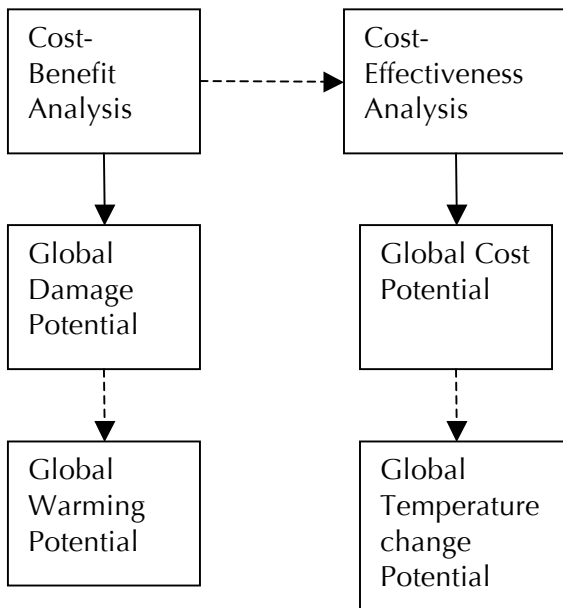 Cost-
Benefit
Analysis
Cost-
Effectiveness
Analysis
Global
Damage
Potential
Global Cost
Potential
Global
Warming
Potential
Global
Temperature
change
Potential